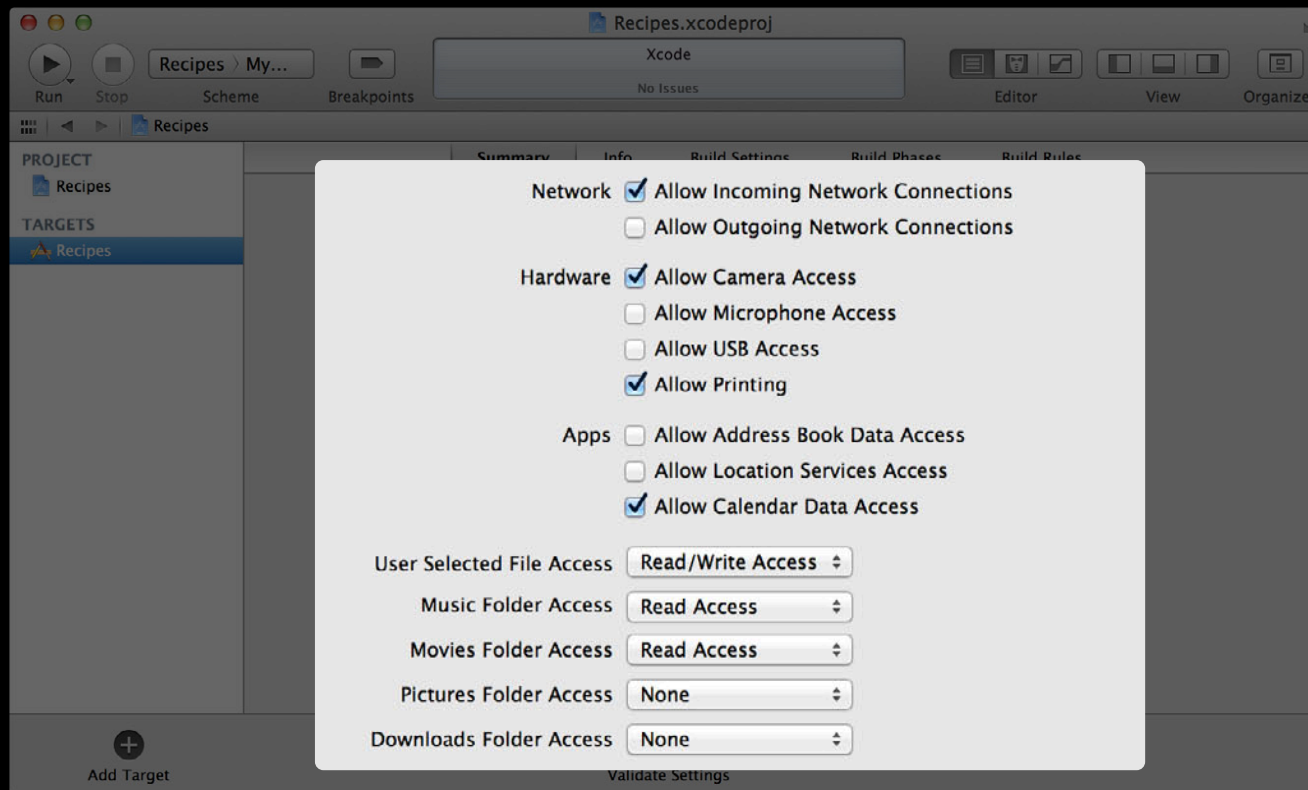 Recipes.xcodeproj
Recipes My...
Xcode
No Issues
Run Stop Scheme Breakpoints Editor View Organize
Recipes
PROJECT
Recipes
TARGETS
Recipes
Summary Info Build Settings Build Phases Build Rules
Network Allow Incoming Network Connections
Allow Outgoing Network Connections
Hardware Allow Camera Access
Allow Microphone Access
Allow USB Access
Allow Printing
Apps Allow Address Book Data Access
Allow Location Services Access
Allow Calendar Data Access
User Selected File Access Read/Write Access
Music Folder Access Read Access
Movies Folder Access Read Access
Pictures Folder Access None
Downloads Folder Access None
Add Target Validate Settings